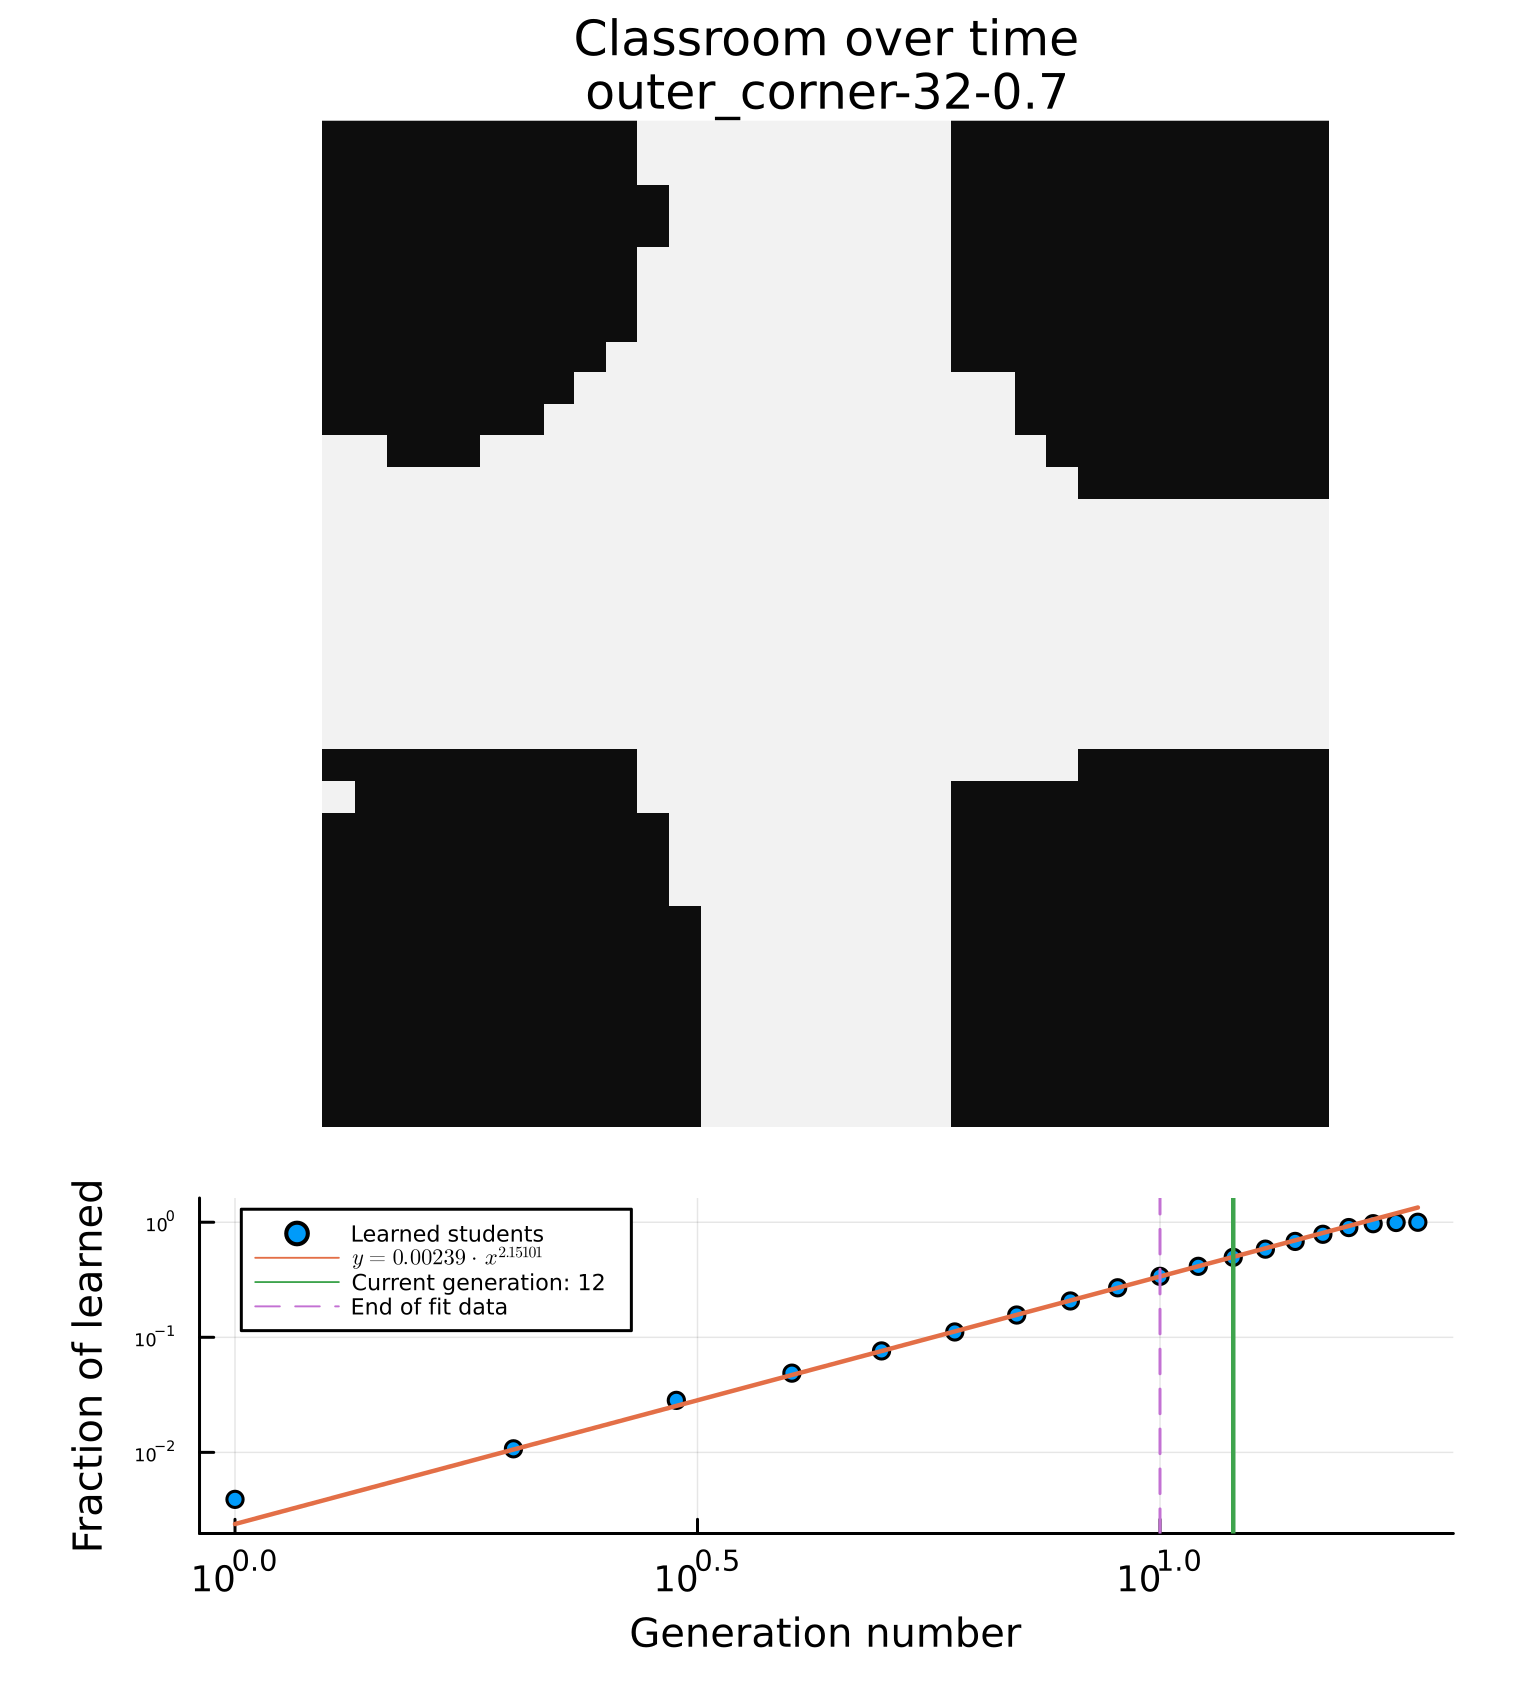 Classroom over time
outer_corner-32-0.7
Fraction of learned
10^0
10^−1
10^−2
Learned students
y = 0.00239 · x^2.15101
Current generation: 12
End of fit data
10^0.0 10^0.5 10^1.0
Generation number